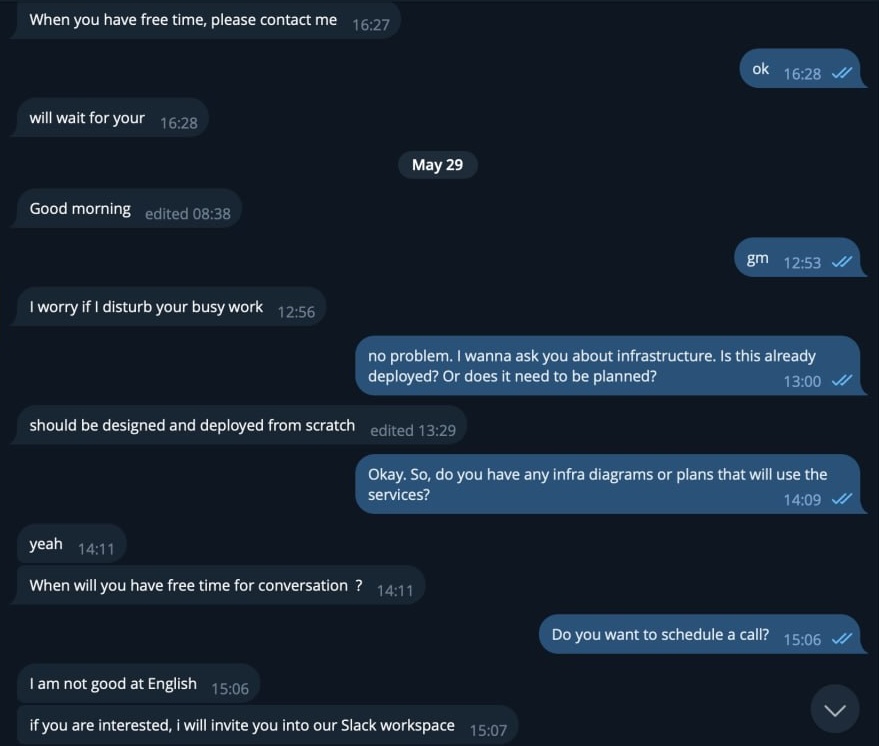 When you have free time, please contact me 16:27
ok 16:28
will wait for your 16:28
May 29
Good morning edited 08:38
gm 12:53
I worry if I disturb your busy work 12:56
no problem. I wanna ask you about infrastructure. Is this already
deployed? Or does it need to be planned? 13:00
should be designed and deployed from scratch edited 13:29
Okay. So, do you have any infra diagrams or plans that will use the
services? 14:09
yeah 14:11
When will you have free time for conversation ? 14:11
Do you want to schedule a call? 15:06
I am not good at English 15:06
if you are interested, i will invite you into our Slack workspace 15:07